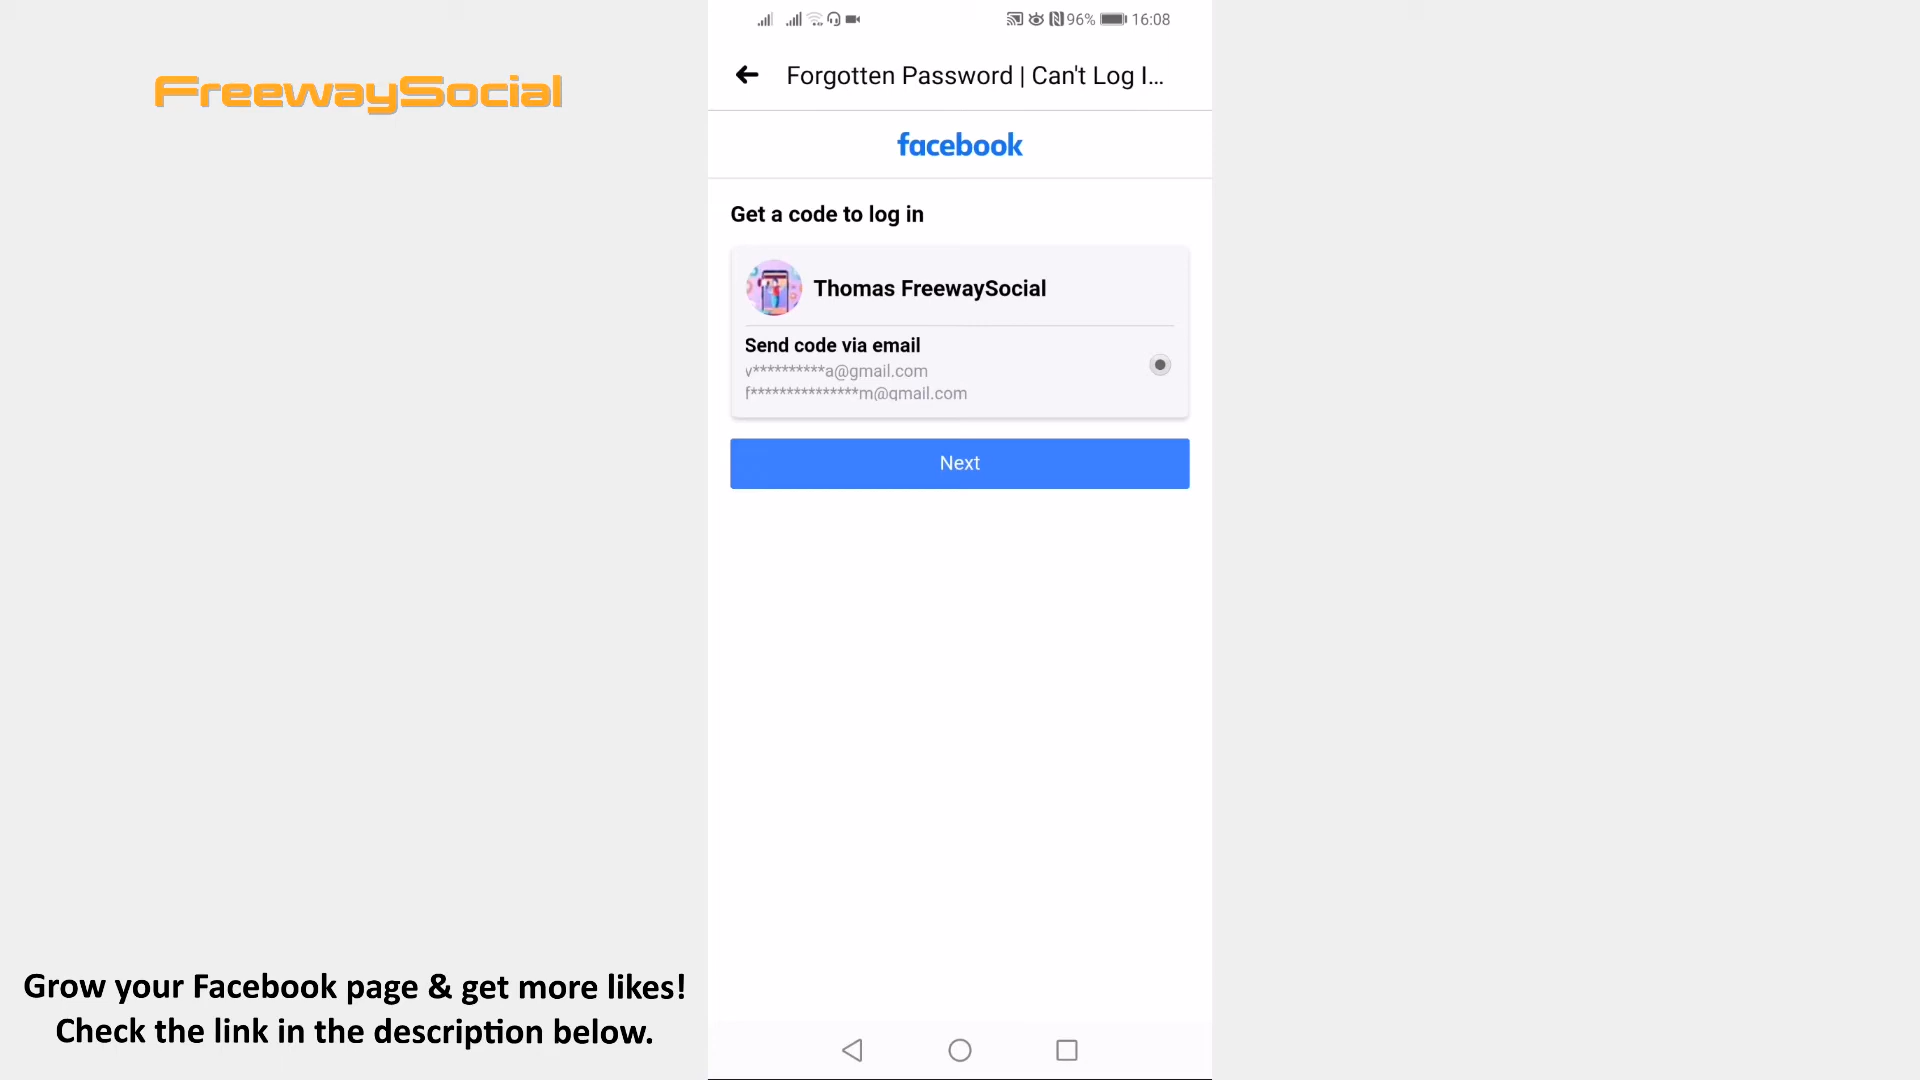 FreewaySocial
96% 16:08
Forgotten Password | Can't Log I...
facebook
Get a code to log in
Thomas FreewaySocial
Send code via email
v**********a@gmail.com
f***************m@gmail.com
Next
Grow your Facebook page & get more likes!
Check the link in the description below.